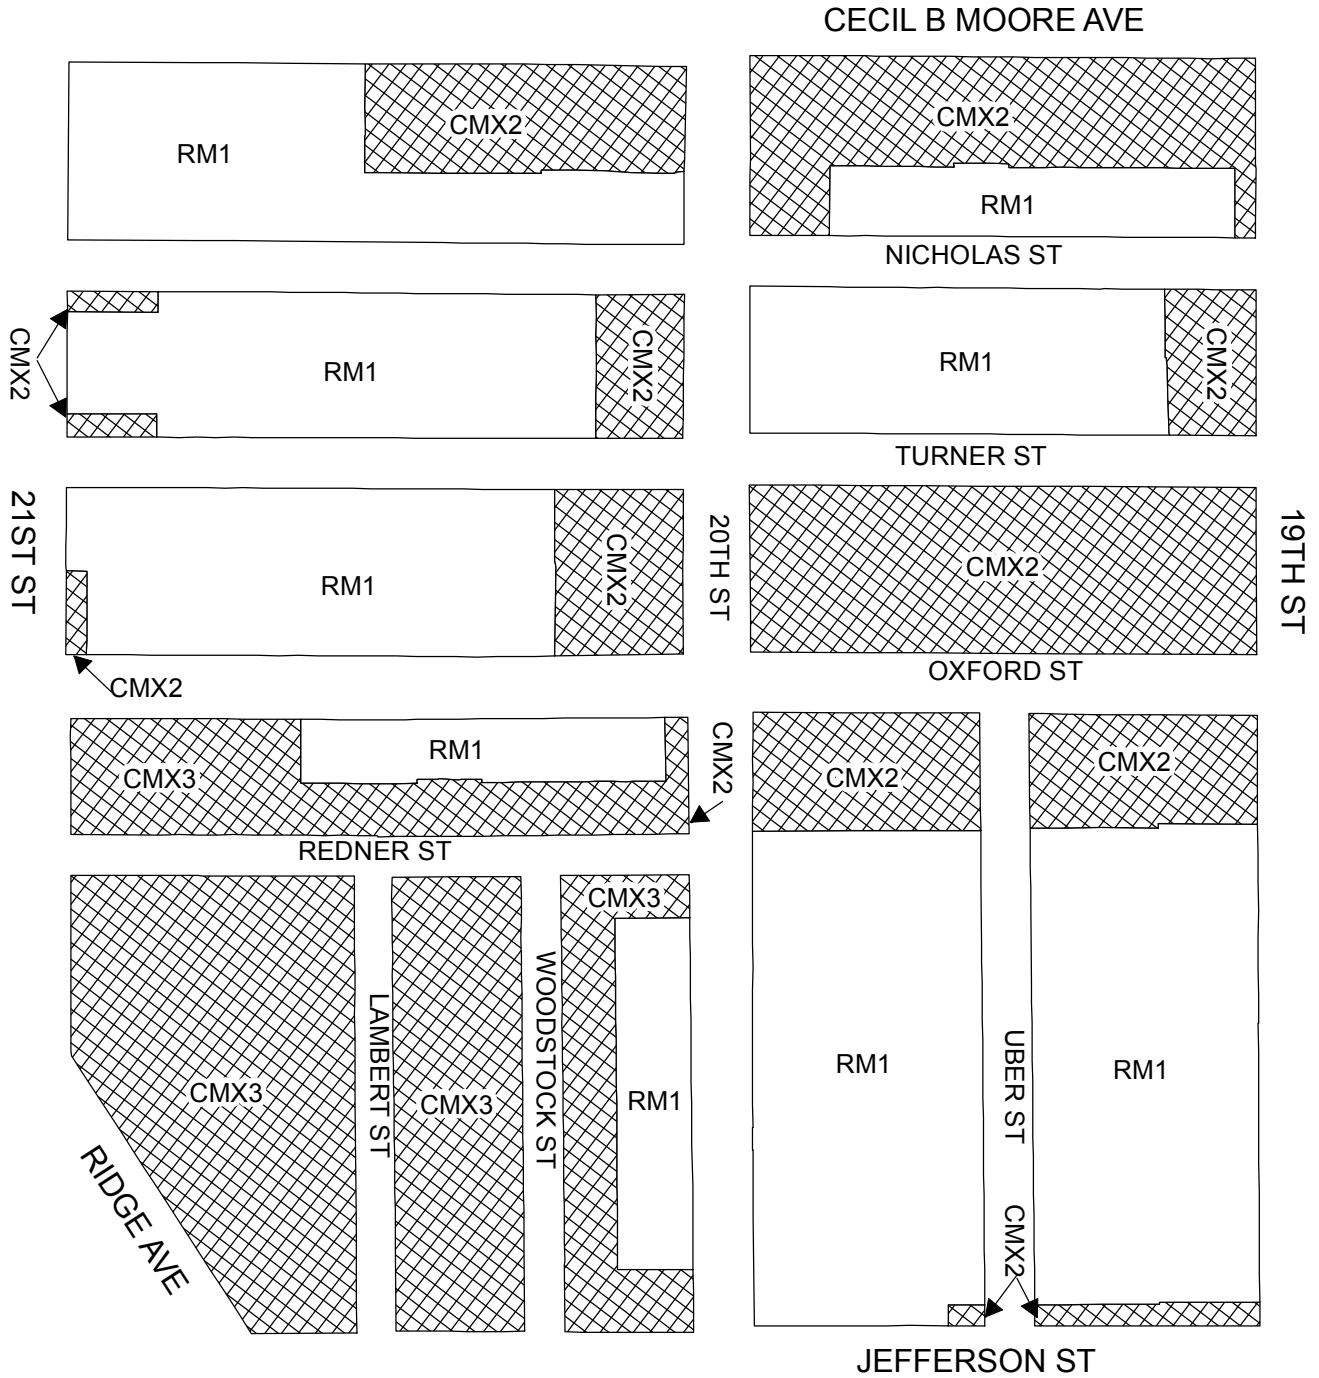 CECIL B MOORE AVE
RM1
CMX2
CMX2
RM1
NICHOLAS ST
CMX2
RM1
CMX2
RM1
CMX2
TURNER ST
21ST ST
RM1
CMX2
20TH ST
CMX2
19TH ST
CMX2
OXFORD ST
CMX3
RM1
CMX2
CMX2
CMX2
REDNER ST
CMX3
LAMBERT ST
CMX3
WOODSTOCK ST
CMX3
RM1
RM1
UBER ST
RM1
RIDGE AVE
CMX2
JEFFERSON ST